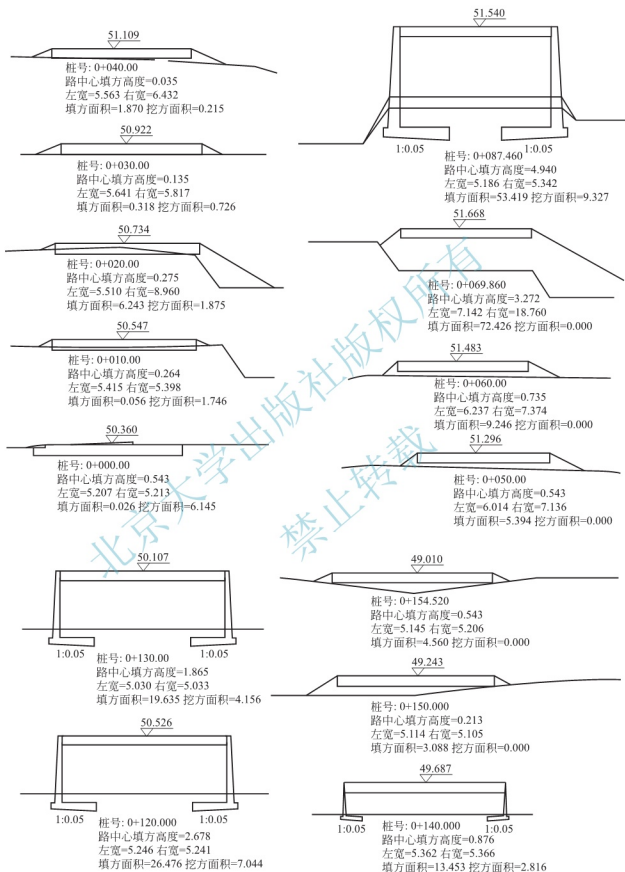 51.109
桩号: 0+040.00
路中心填方高度=0.035
左宽=5.563 右宽=6.432
填方面积=1.870 挖方面积=0.215
50.922
桩号: 0+030.00
路中心填方高度=0.135
左宽=5.641 右宽=5.817
填方面积=0.318 挖方面积=0.726
50.734
桩号: 0+020.00
路中心填方高度=0.275
左宽=5.510 右宽=8.960
填方面积=6.243 挖方面积=1.875
50.547
桩号: 0+010.00
路中心填方高度=0.264
左宽=5.415 右宽=5.398
填方面积=0.056 挖方面积=1.746
50.360
桩号: 0+000.00
路中心填方高度=0.543
左宽=5.207 右宽=5.213
填方面积=0.026 挖方面积=6.145
51.540
1:0.05 1:0.05
桩号: 0+087.460
路中心填方高度=4.940
左宽=5.186 右宽=5.342
填方面积=53.419 挖方面积=9.327
51.668
桩号: 0+069.860
路中心填方高度=3.272
左宽=7.142 右宽=18.760
填方面积=72.426 挖方面积=0.000
51.483
桩号: 0+060.00
路中心填方高度=0.735
左宽=6.237 右宽=7.374
填方面积=9.246 挖方面积=0.000
51.296
桩号: 0+050.00
路中心填方高度=0.543
左宽=6.014 右宽=7.136
填方面积=5.394 挖方面积=0.000
50.107
1:0.05 1:0.05
桩号: 0+130.00
路中心填方高度=1.865
左宽=5.030 右宽=5.033
填方面积=19.635 挖方面积=4.156
50.526
1:0.05 1:0.05
桩号: 0+120.000
路中心填方高度=2.678
左宽=5.246 右宽=5.241
填方面积=26.476 挖方面积=7.044
49.010
桩号: 0+154.520
路中心填方高度=0.543
左宽=5.145 右宽=5.206
填方面积=4.560 挖方面积=0.000
49.243
桩号: 0+150.000
路中心填方高度=0.213
左宽=5.114 右宽=5.105
填方面积=3.088 挖方面积=0.000
49.687
1:0.05 1:0.05
桩号: 0+140.000
路中心填方高度=0.876
左宽=5.362 右宽=5.366
填方面积=13.453 挖方面积=2.816
北京大学出版社版权所有
禁止转载